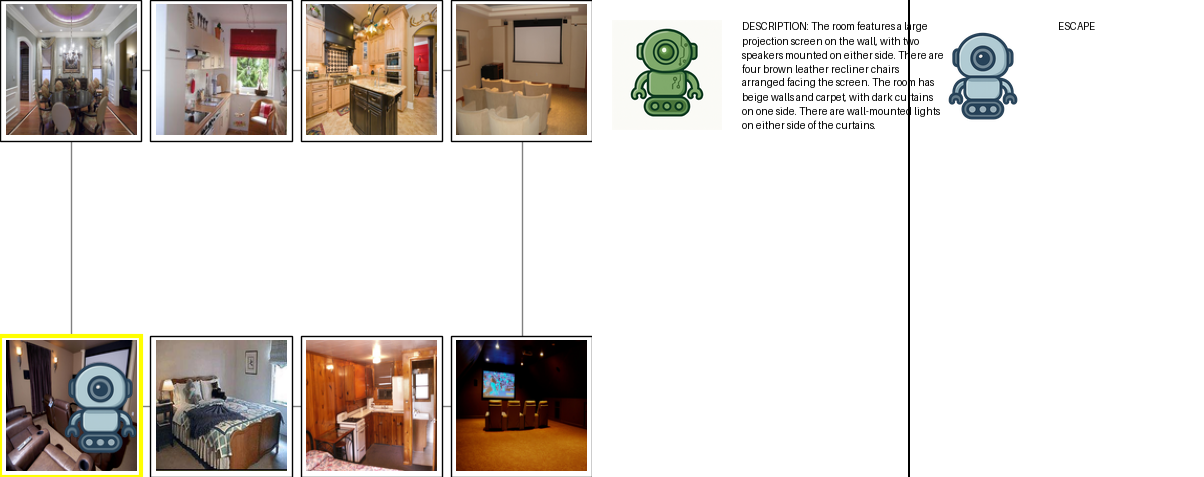 DESCRIPTION: The room features a large
projection screen on the wall, with two
speakers mounted on either side. There are
four brown leather recliner chairs
arranged facing the screen. The room has
beige walls and carpet, with dark curtains
on one side. There are wall-mounted lights
on either side of the curtains.
ESCAPE